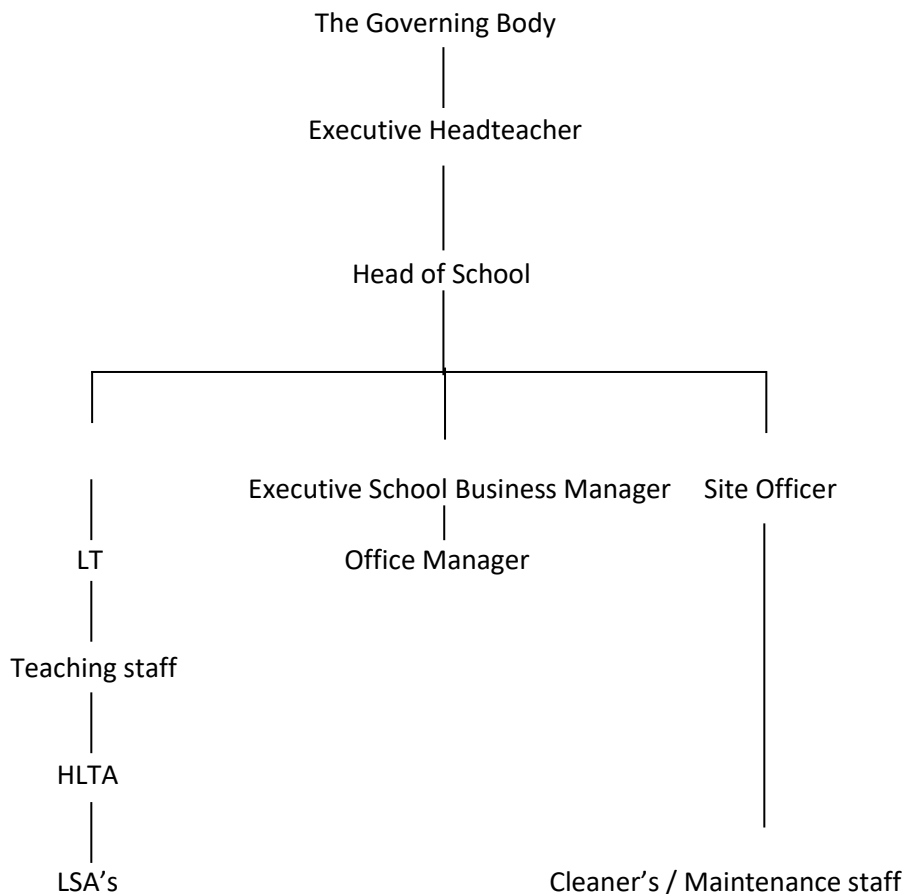 The Governing Body
Executive Headteacher
Head of School
Executive School Business Manager Site Officer
LT Office Manager
Teaching staff
HLTA
LSA’s Cleaner’s / Maintenance staff